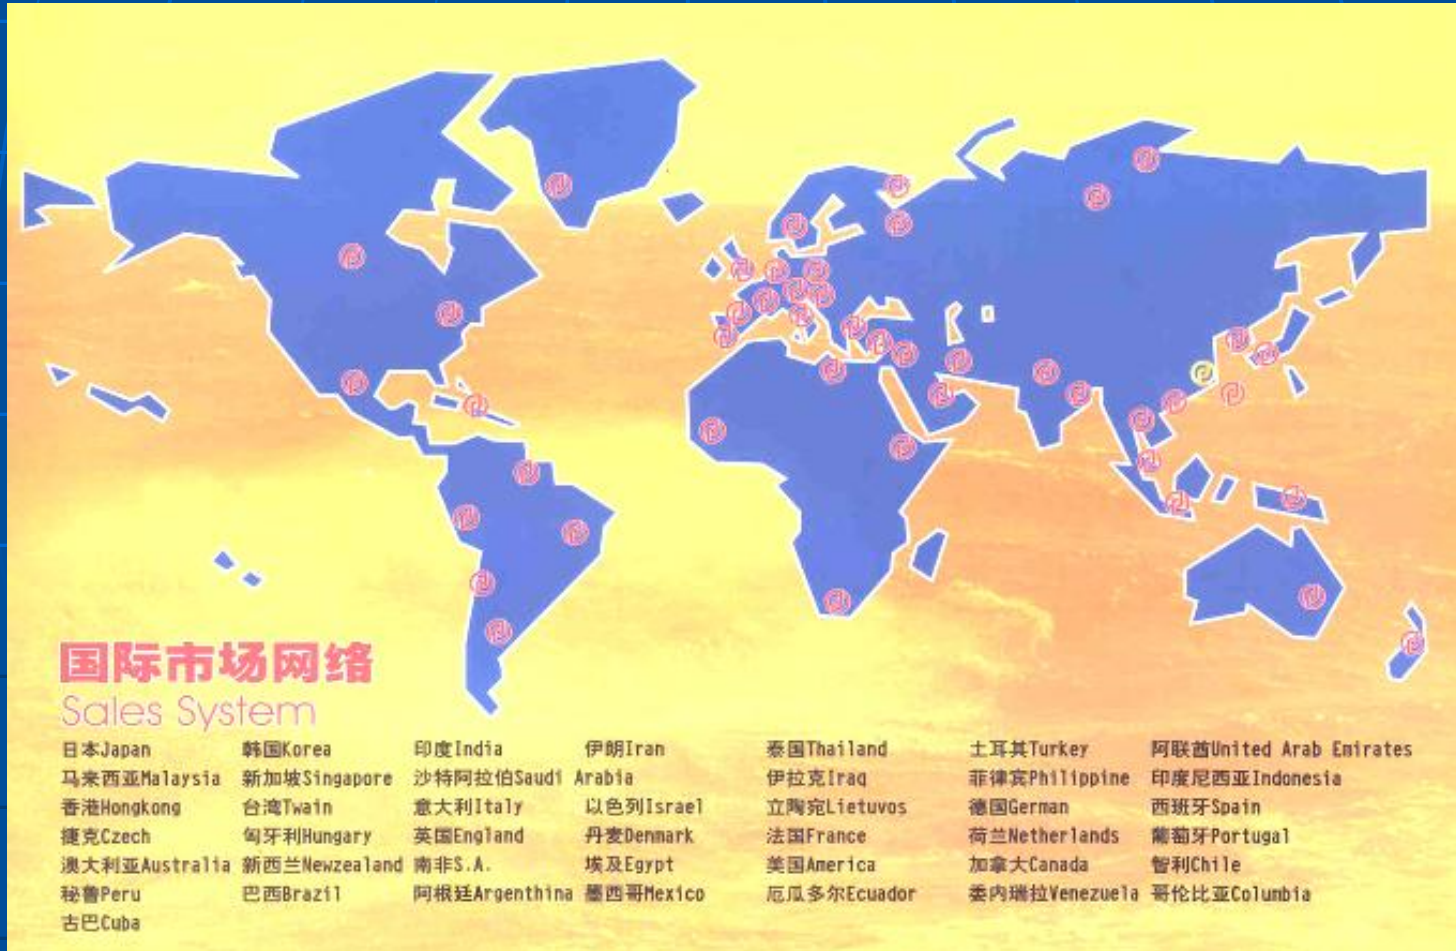 国际市场网络
Sales System
日本Japan 韩国Korea 印度India 伊朗Iran 泰国Thailand 土耳其Turkey 阿联酋United Arab Emirates
马来西亚Malaysia 新加坡Singapore 沙特阿拉伯Saudi Arabia 伊拉克Iraq 菲律宾Philippine 印度尼西亚Indonesia
香港Hongkong 台湾Twain 意大利Italy 以色列Israel 立陶宛Lietuvos 德国German 西班牙Spain
捷克Czech 匈牙利Hungary 英国England 丹麦Denmark 法国France 荷兰Netherlands 葡萄牙Portugal
澳大利亚Australia 新西兰Newzealand 南非S.A. 埃及Egypt 美国America 加拿大Canada 智利Chile
秘鲁Peru 巴西Brazil 阿根廷Argenthina 墨西哥Mexico 厄瓜多尔Ecuador 委内瑞拉Venezuela 哥伦比亚Columbia
古巴Cuba